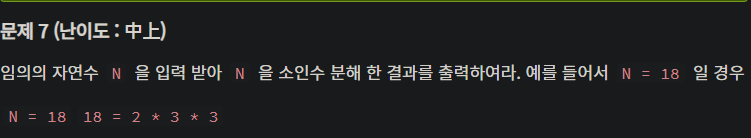 문제 7 (난이도 : 中上)
임의의 자연수 N 을 입력 받아 N 을 소인수 분해 한 결과를 출력하여라. 예를 들어서 N = 18 일 경우
N = 18 18 = 2 * 3 * 3